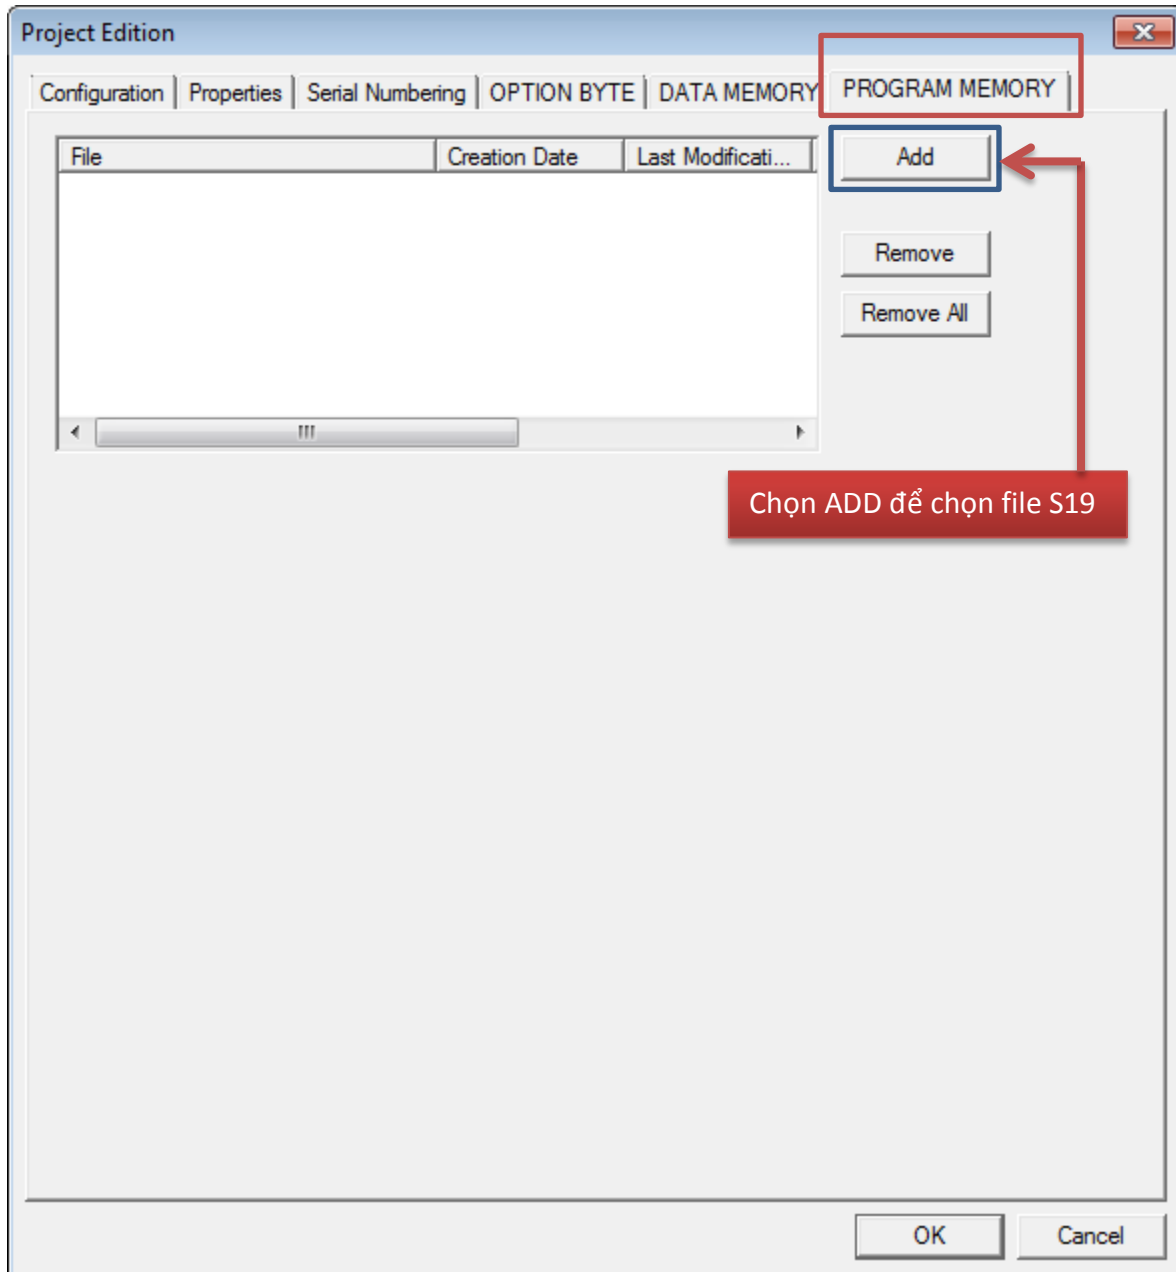 Project Edition
Configuration Properties Serial Numbering OPTION BYTE DATA MEMORY PROGRAM MEMORY
File Creation Date Last Modificati... Add
Remove
Remove All
Chọn ADD để chọn file S19
OK Cancel